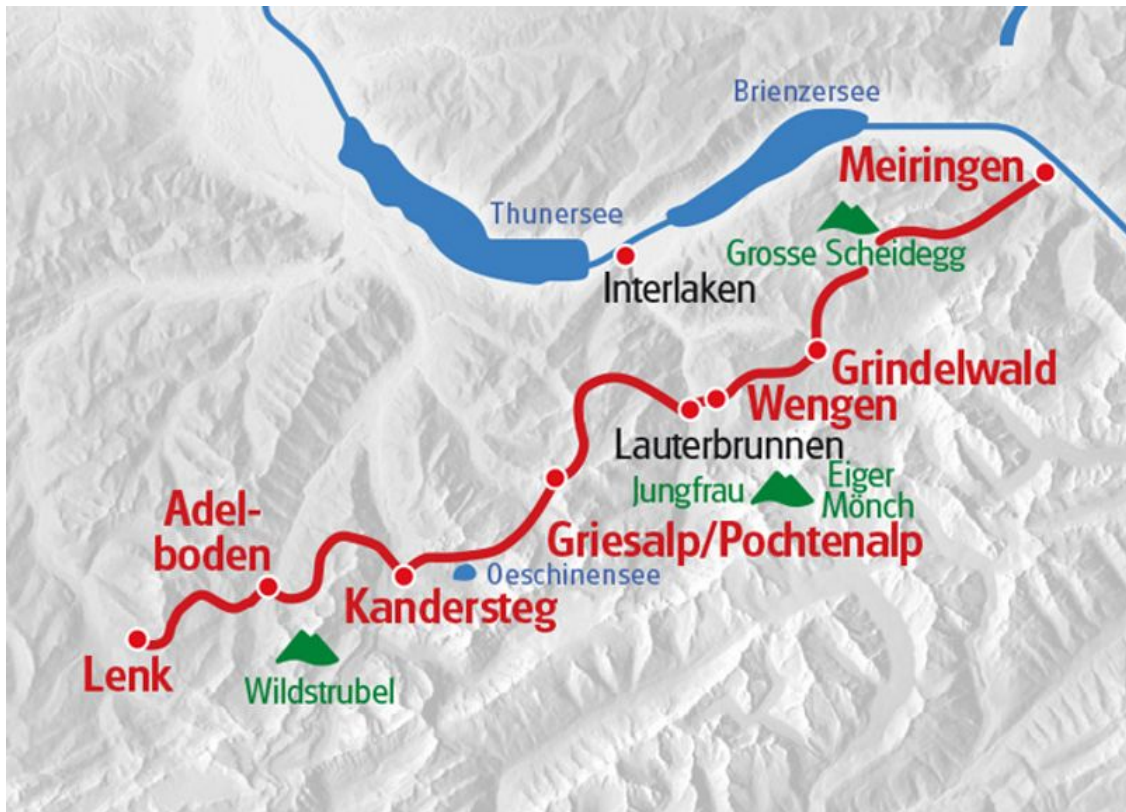 Brienzersee
Meiringen
Thunersee
Grosse Scheidegg
Interlaken
Grindelwald
Wengen
Lauterbrunnen
Jungfrau
Eiger
Mönch
Adel-
boden
Griesalp/Pochtenalp
Oeschinensee
Kandersteg
Lenk
Wildstrubel